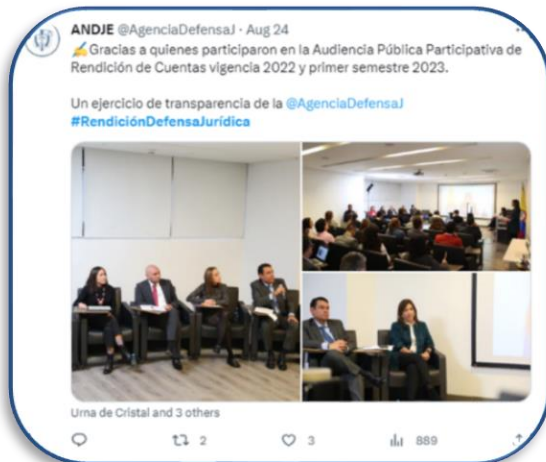 ANDJE @AgenciaDefensaJ · Aug 24
✍Gracias a quienes participaron en la Audiencia Pública Participativa de
Rendición de Cuentas vigencia 2022 y primer semestre 2023.
Un ejercicio de transparencia de la @AgenciaDefensaJ
#RendiciónDefensaJurídica
Urna de Cristal and 3 others
2 3 889